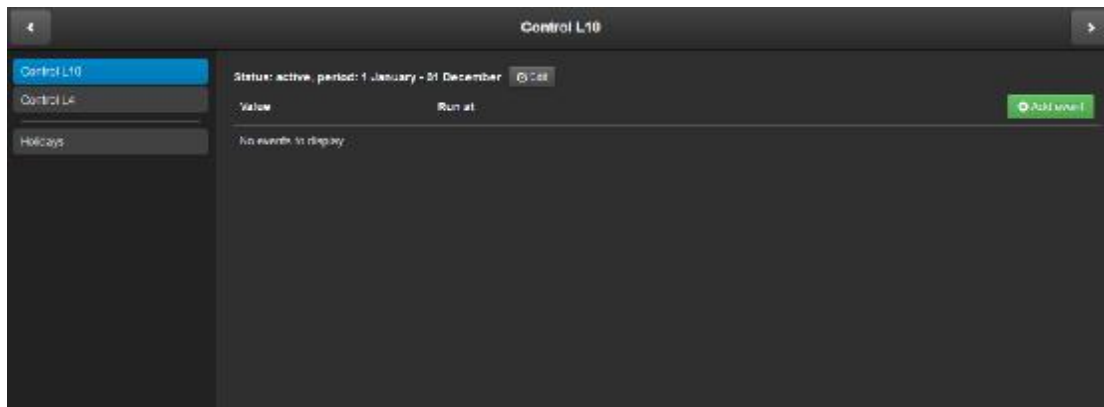 Control L10
Control L10
Control L4
Holidays
Status: active, period: 1 January - 31 December
Edit
Value
Run at
Add event
No events to display